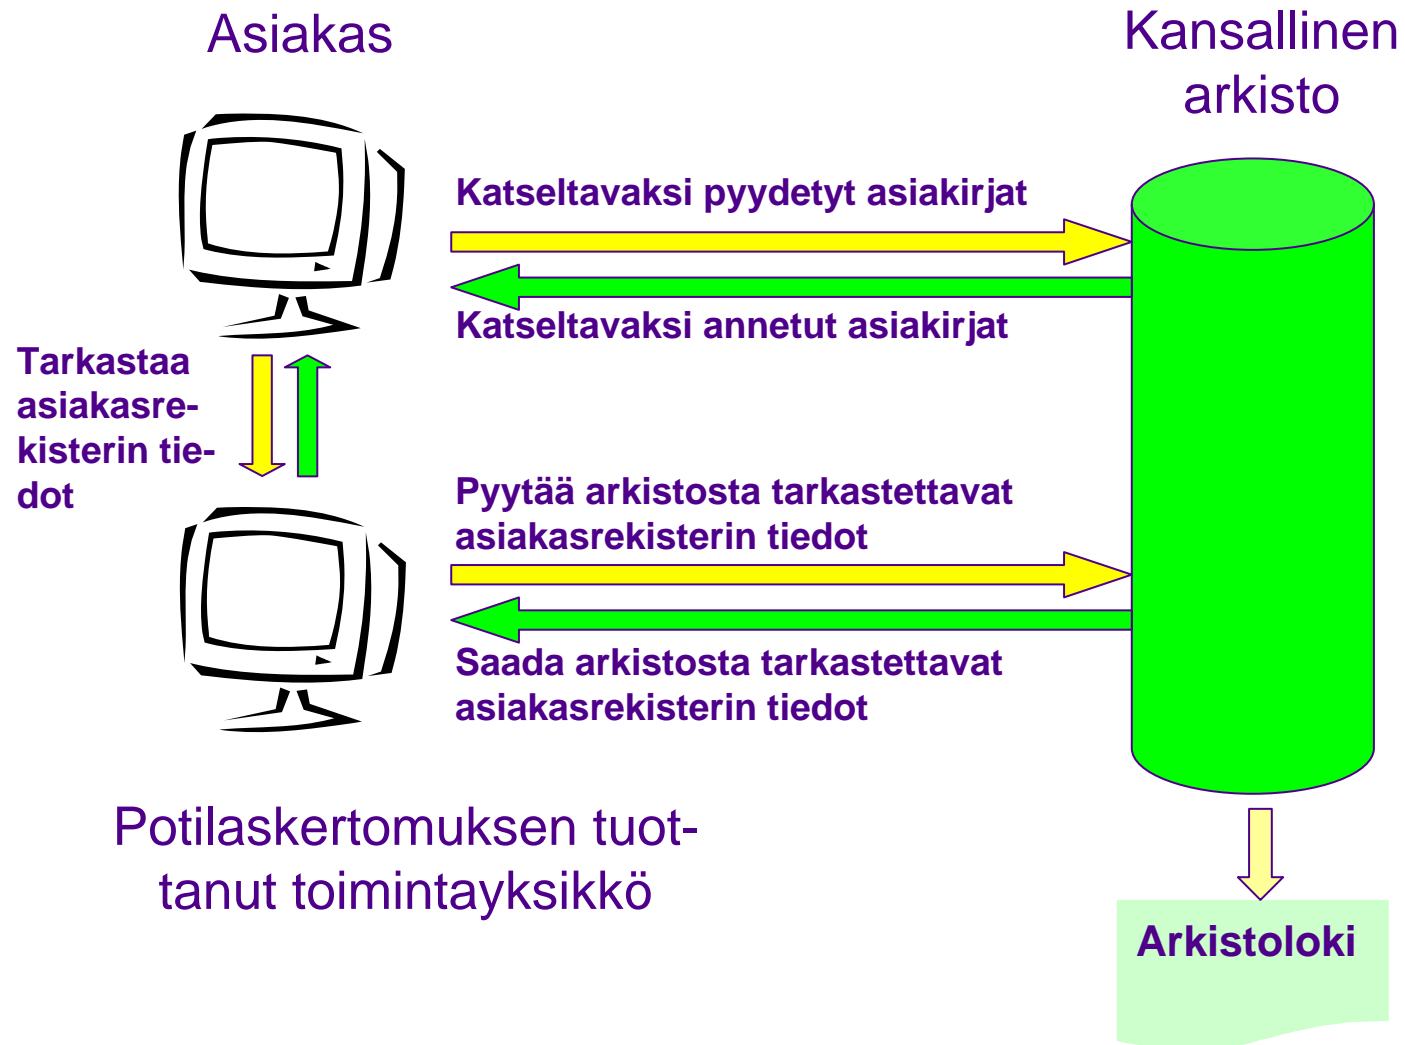 Asiakas
Kansallinen
arkisto
Katseltavaksi pyydetyt asiakirjat
Katseltavaksi annetut asiakirjat
Tarkastaa
asiakasre-
kisterin tie-
dot
Pyytää arkistosta tarkastettavat
asiakasrekisterin tiedot
Saada arkistosta tarkastettavat
asiakasrekisterin tiedot
Potilaskertomuksen tuot-
tanut toimintayksikkö
Arkistoloki